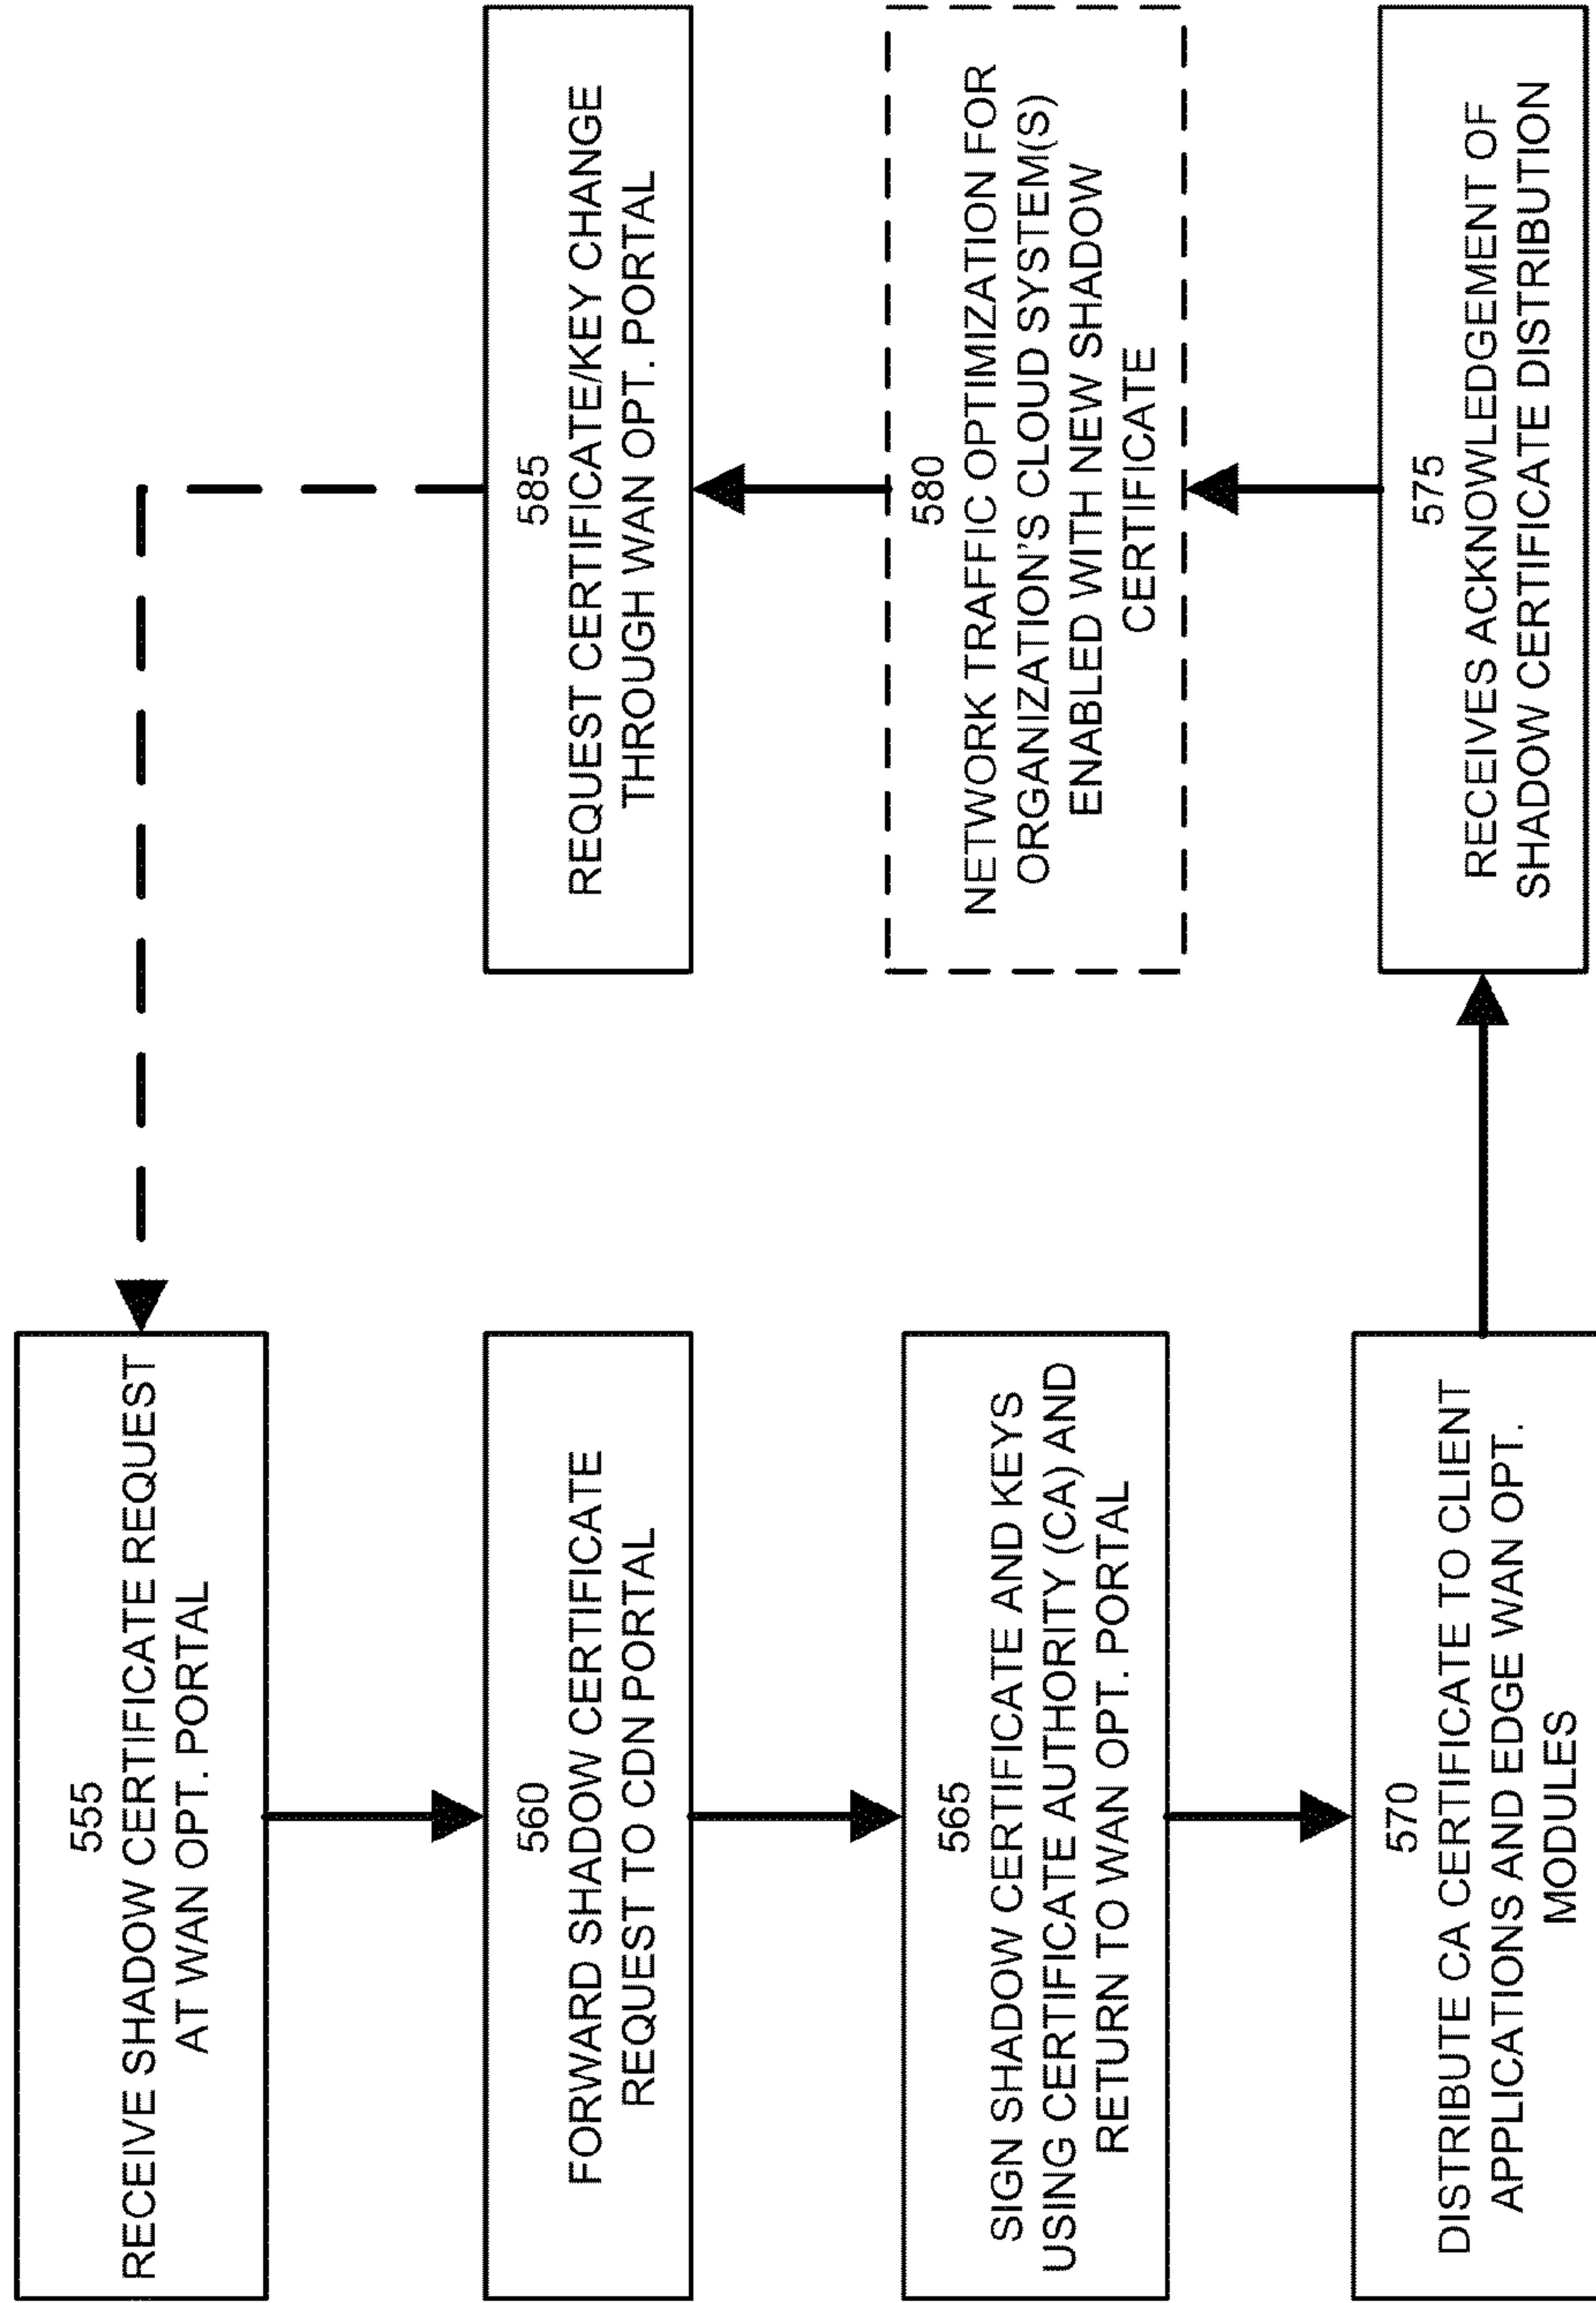 555
RECEIVE SHADOW CERTIFICATE REQUEST
AT WAN OPT. PORTAL
560
FORWARD SHADOW CERTIFICATE
REQUEST TO CDN PORTAL
565
SIGN SHADOW CERTIFICATE AND KEYS
USING CERTIFICATE AUTHORITY (CA) AND
RETURN TO WAN OPT. PORTAL
570
DISTRIBUTE CA CERTIFICATE TO CLIENT
APPLICATIONS AND EDGE WAN OPT.
MODULES
575
RECEIVES ACKNOWLEDGEMENT OF
SHADOW CERTIFICATE DISTRIBUTION
580
NETWORK TRAFFIC OPTIMIZATION FOR
ORGANIZATION'S CLOUD SYSTEM(S)
ENABLED WITH NEW SHADOW
CERTIFICATE
585
REQUEST CERTIFICATE/KEY CHANGE
THROUGH WAN OPT. PORTAL